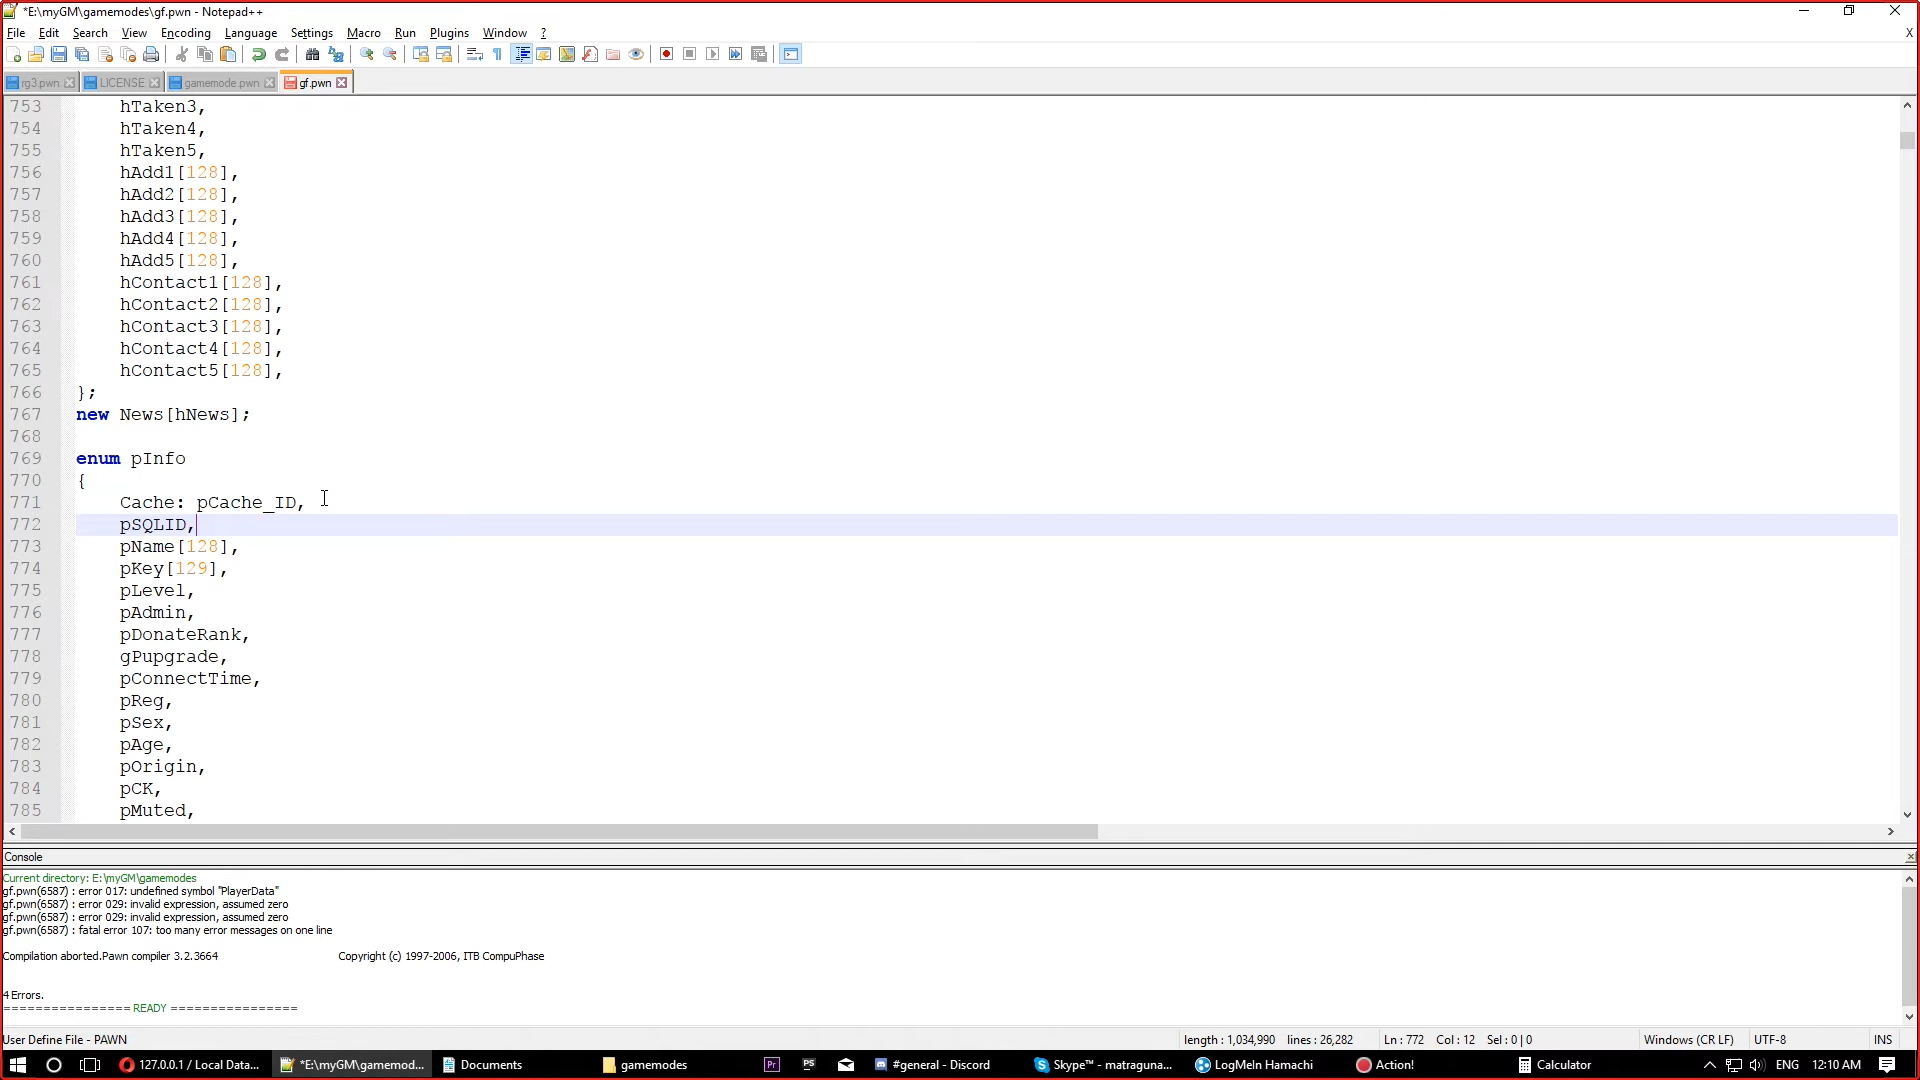 *E:\myGM\gamemodes\gf.pwn - Notepad++
File Edit Search View Encoding Language Settings Macro Run Plugins Window ? X
rg3.pwn LICENSE gamemode.pwn gf.pwn
753 hTaken3,
754 hTaken4,
755 hTaken5,
756 hAdd1[128],
757 hAdd2[128],
758 hAdd3[128],
759 hAdd4[128],
760 hAdd5[128],
761 hContact1[128],
762 hContact2[128],
763 hContact3[128],
764 hContact4[128],
765 hContact5[128],
766 };
767 new News[hNews];
768
769 enum pInfo
770 {
771 Cache: pCache_ID,
772 pSQLID,
773 pName[128],
774 pKey[129],
775 pLevel,
776 pAdmin,
777 pDonateRank,
778 gPupgrade,
779 pConnectTime,
780 pReg,
781 pSex,
782 pAge,
783 pOrigin,
784 pCK,
785 pMuted,
Console
Current directory: E:\myGM\gamemodes
gf.pwn(6587) : error 017: undefined symbol "PlayerData"
gf.pwn(6587) : error 029: invalid expression, assumed zero
gf.pwn(6587) : error 029: invalid expression, assumed zero
gf.pwn(6587) : fatal error 107: too many error messages on one line
Compilation aborted.Pawn compiler 3.2.3664 Copyright (c) 1997-2006, ITB CompuPhase
4 Errors.
================ READY ================
User Define File - PAWN length : 1,034,990 lines : 26,282 Ln : 772 Col : 12 Sel : 0 | 0 Windows (CR LF) UTF-8 INS
127.0.0.1 / Local Data... *E:\myGM\gamemod... Documents gamemodes Pr PS #general - Discord Skype™ - matraguna... LogMeIn Hamachi Action! Calculator ENG 12:10 AM